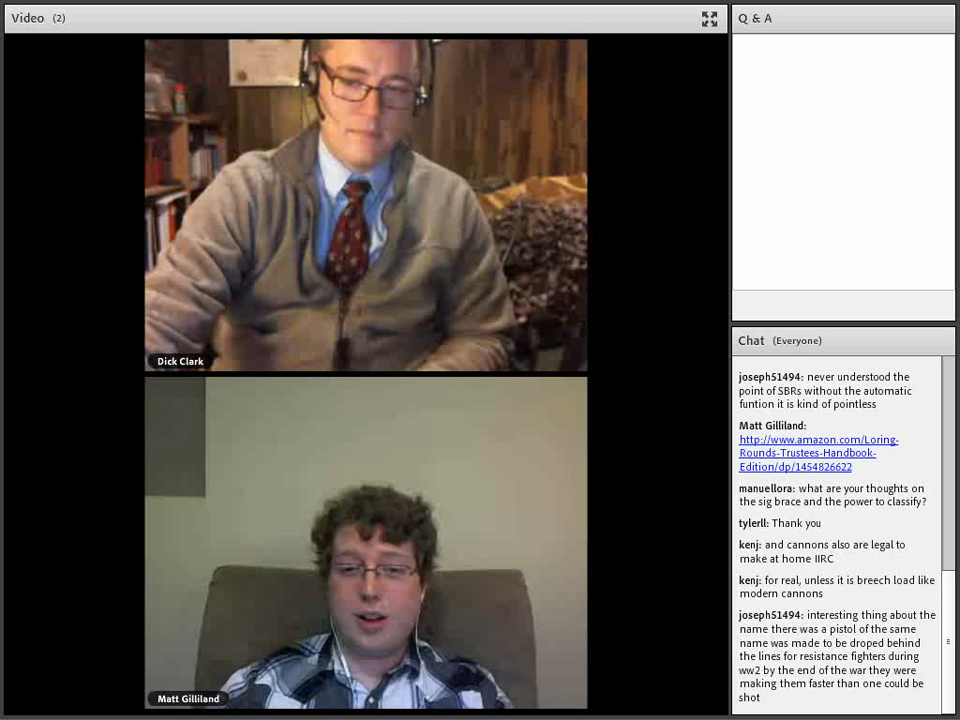 Video (2)
Dick Clark
Matt Gilliland
Q & A
Chat (Everyone)
joseph51494: never understood the
point of SBRs without the automatic
funtion it is kind of pointless
Matt Gilliland:
http://www.amazon.com/Loring-
Rounds-Trustees-Handbook-
Edition/dp/1454826622
manuellora: what are your thoughts on
the sig brace and the power to classify?
tylerll: Thank you
kenj: and cannons also are legal to
make at home IIRC
kenj: for real, unless it is breech load like
modern cannons
joseph51494: interesting thing about the
name there was a pistol of the same
name was made to be droped behind
the lines for resistance fighters during
ww2 by the end of the war they were
making them faster than one could be
shot